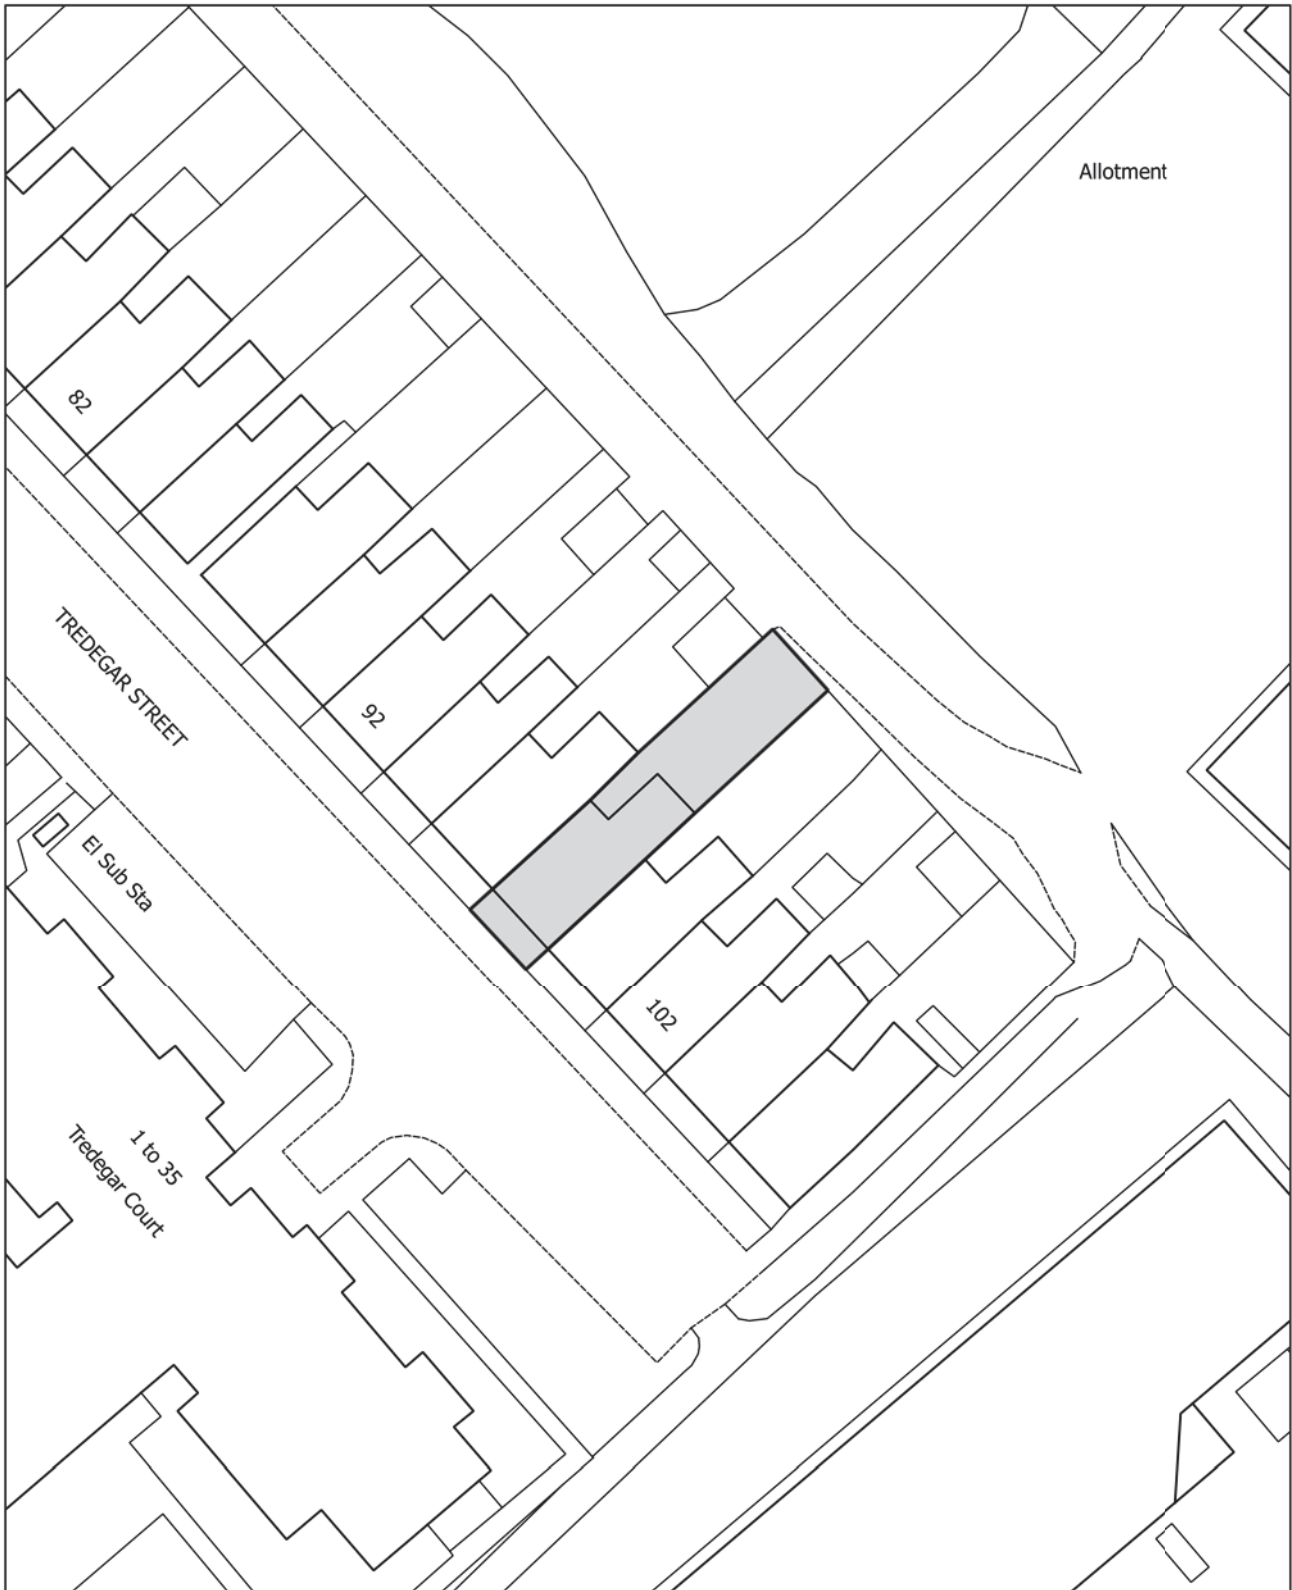 Allotment
82
TREDEGAR STREET
92
El Sub Sta
102
1 to 35
Tredegar Court